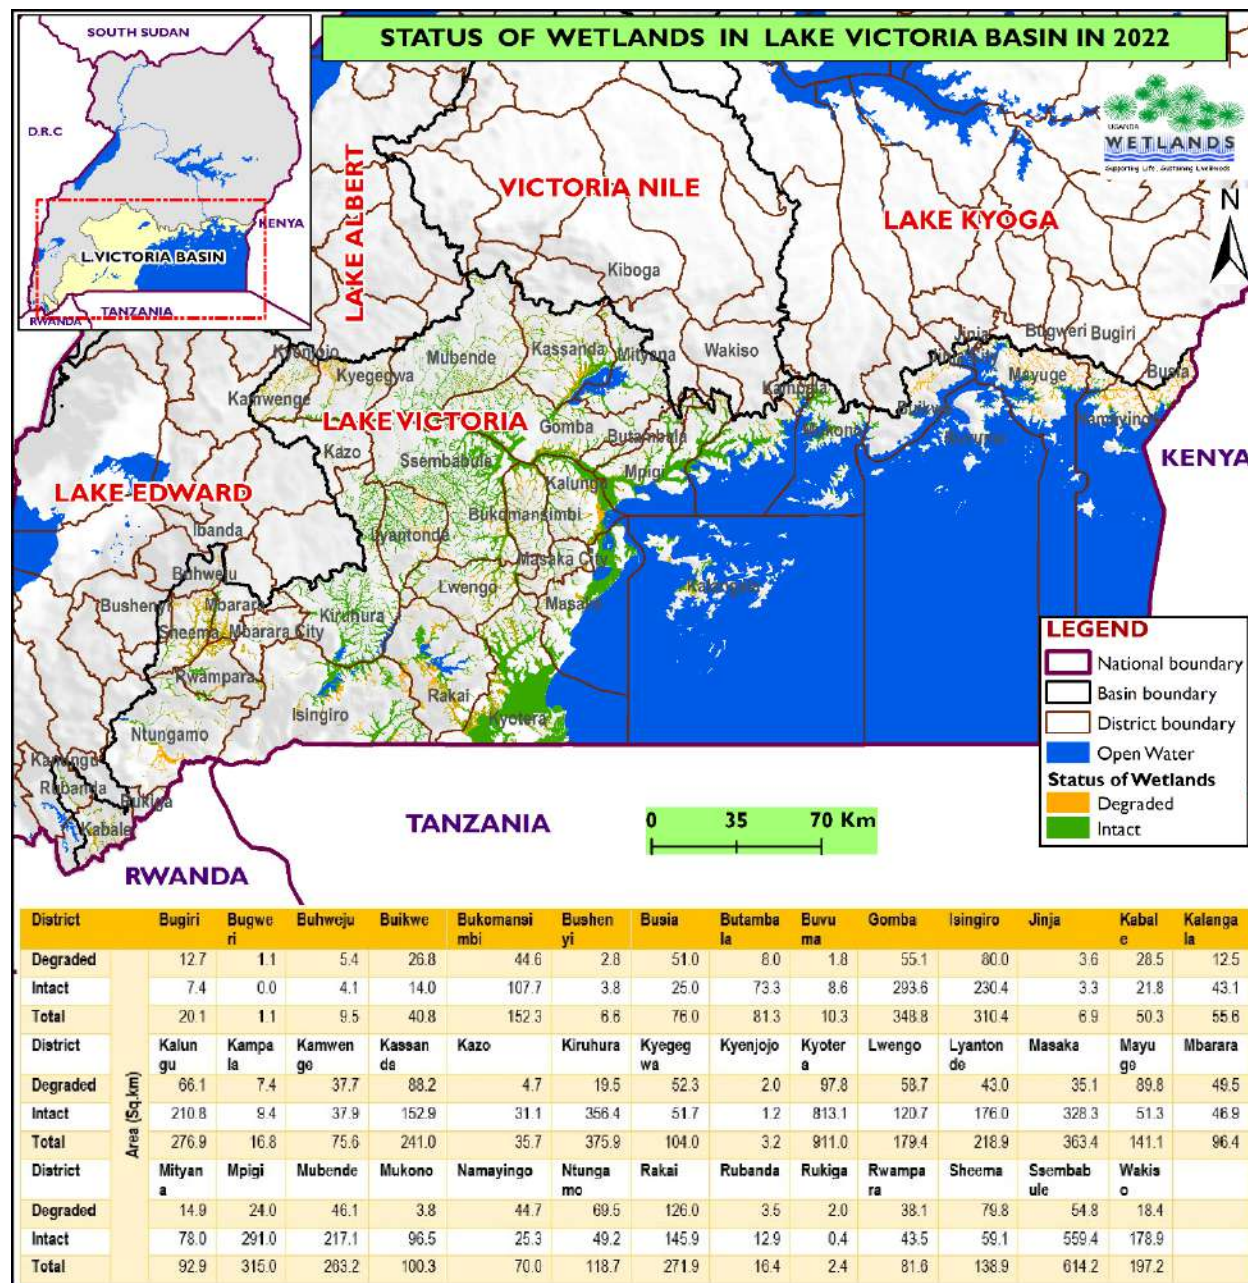 STATUS OF WETLANDS IN LAKE VICTORIA BASIN IN 2022
SOUTH SUDAN
D.R.C
KENYA
L.VICTORIA BASIN
TANZANIA
RWANDA
UGANDA
WETLANDS
Supporting Life, Sustaining Livelihoods
N
LAKE ALBERT
VICTORIA NILE
LAKE KYOGA
Kiboga
Jinja
Bugweri
Bugiri
Kyenjojo
Mubende
Kassanda
Mityana
Wakiso
Jinja City
Mayuge
Busia
Kyegegwa
Kamwenge
Kampala
Buikwe
Namayingo
LAKE VICTORIA
Gomba
Butambala
Mukono
Buvuma
Kazo
Ssembabule
Mpigi
KENYA
LAKE EDWARD
Kalungu
Ibanda
Lyantonde
Bukomansimbi
Buhweju
Masaka City
Bushenyi
Mbarara
Kiruhura
Lwengo
Masaka
Kalangala
Sheema
Mbarara City
Rwampara
Rakai
Isingiro
Kyotera
Ntungamo
Kanungu
Rubanda
Rukiga
Kabale
TANZANIA
RWANDA
0 35 70 Km
LEGEND
National boundary
Basin boundary
District boundary
Open Water
Status of Wetlands
Degraded
Intact
District Bugiri Bugweri Buhweju Buikwe Bukomansimbi Bushenyi Busia Butambala Buvuma Gomba Isingiro Jinja Kabale Kalangala
Degraded 12.7 1.1 5.4 26.8 44.6 2.8 51.0 8.0 1.8 55.1 80.0 3.6 28.5 12.5
Intact 7.4 0.0 4.1 14.0 107.7 3.8 25.0 73.3 8.6 293.6 230.4 3.3 21.8 43.1
Total 20.1 1.1 9.5 40.8 152.3 6.6 76.0 81.3 10.3 348.8 310.4 6.9 50.3 55.6
Area (Sq.km)
District Kalungu Kampala Kamwenge Kassanda Kazo Kiruhura Kyegegwa Kyenjojo Kyotera Lwengo Lyantonde Masaka Mayuge Mbarara
Degraded 66.1 7.4 37.7 88.2 4.7 19.5 52.3 2.0 97.8 58.7 43.0 35.1 89.8 49.5
Intact 210.8 9.4 37.9 152.9 31.1 356.4 51.7 1.2 813.1 120.7 176.0 328.3 51.3 46.9
Total 276.9 16.8 75.6 241.0 35.7 375.9 104.0 3.2 911.0 179.4 218.9 363.4 141.1 96.4
District Mityana Mpigi Mubende Mukono Namayingo Ntungamo Rakai Rubanda Rukiga Rwampara Sheema Ssembabule Wakiso
Degraded 14.9 24.0 46.1 3.8 44.7 69.5 126.0 3.5 2.0 38.1 79.8 54.8 18.4
Intact 78.0 291.0 217.1 96.5 25.3 49.2 145.9 12.9 0.4 43.5 59.1 559.4 178.9
Total 92.9 315.0 263.2 100.3 70.0 118.7 271.9 16.4 2.4 81.6 138.9 614.2 197.2